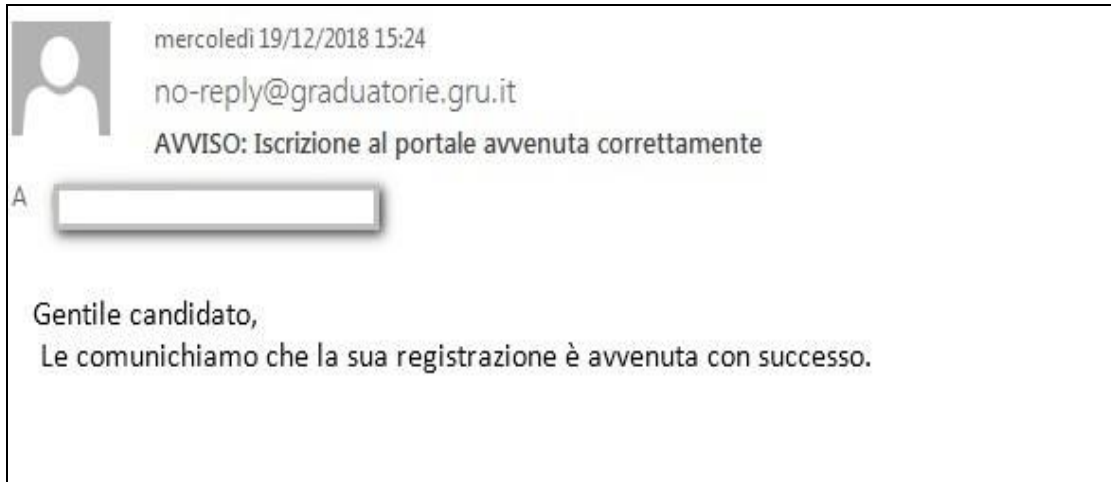 mercoledì 19/12/2018 15:24
no-reply@graduatorie.gru.it
AVVISO: Iscrizione al portale avvenuta correttamente
A
Gentile candidato,
Le comunichiamo che la sua registrazione è avvenuta con successo.